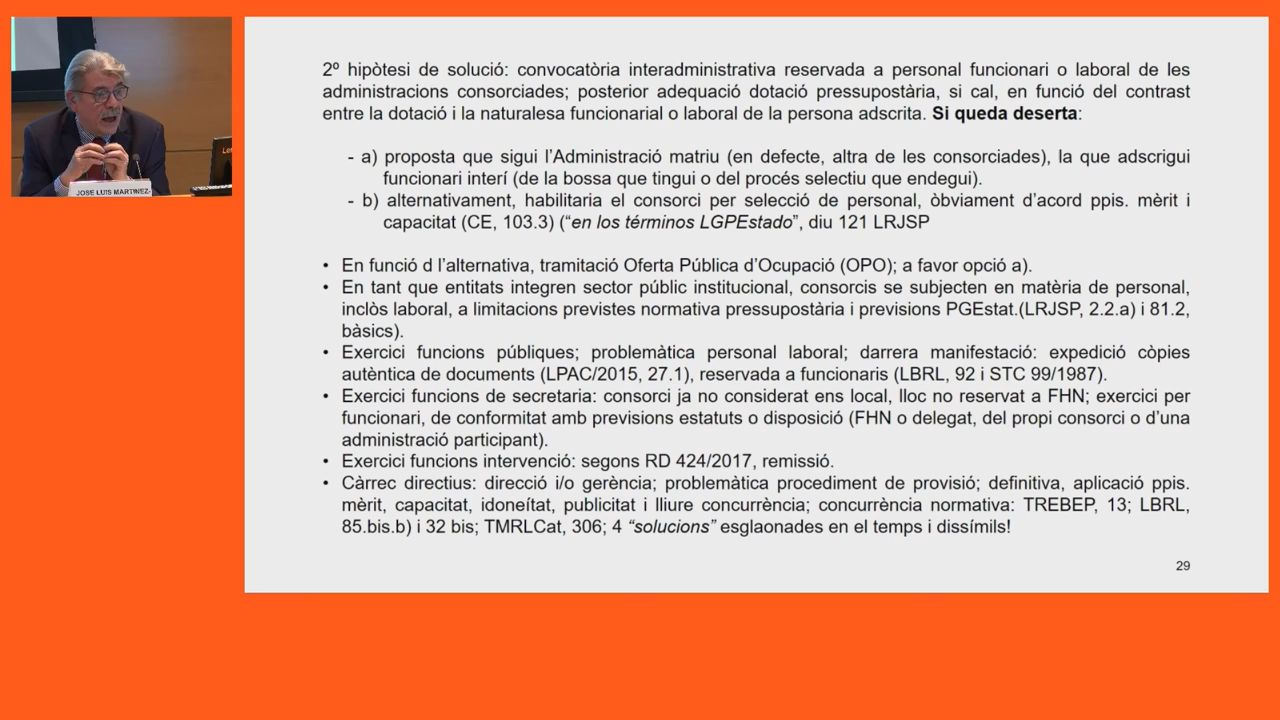 JOSE LUIS MARTINEZ-
2º hipòtesi de solució: convocatòria interadministrativa reservada a personal funcionari o laboral de les
administracions consorciades; posterior adequació dotació pressupostària, si cal, en funció del contrast
entre la dotació i la naturalesa funcionarial o laboral de la persona adscrita. Si queda deserta:
- a) proposta que sigui l'Administració matriu (en defecte, altra de les consorciades), la que adscrigui
funcionari interí (de la bossa que tingui o del procés selectiu que endegui).
- b) alternativament, habilitaria el consorci per selecció de personal, òbviament d'acord ppis. mèrit i
capacitat (CE, 103.3) (“en los términos LGPEstado”, diu 121 LRJSP
• En funció d l'alternativa, tramitació Oferta Pública d'Ocupació (OPO); a favor opció a).
• En tant que entitats integren sector públic institucional, consorcis se subjecten en matèria de personal,
inclòs laboral, a limitacions previstes normativa pressupostària i previsions PGEstat.(LRJSP, 2.2.a) i 81.2,
bàsics).
• Exercici funcions públiques; problemàtica personal laboral; darrera manifestació: expedició còpies
autèntica de documents (LPAC/2015, 27.1), reservada a funcionaris (LBRL, 92 i STC 99/1987).
• Exercici funcions de secretaria: consorci ja no considerat ens local, lloc no reservat a FHN; exercici per
funcionari, de conformitat amb previsions estatuts o disposició (FHN o delegat, del propi consorci o d'una
administració participant).
• Exercici funcions intervenció: segons RD 424/2017, remissió.
• Càrrec directius: direcció i/o gerència; problemàtica procediment de provisió; definitiva, aplicació ppis.
mèrit, capacitat, idoneïtat, publicitat i lliure concurrència; concurrència normativa: TREBEP, 13; LBRL,
85.bis.b) i 32 bis; TMRLCat, 306; 4 “solucions” esglaonades en el temps i dissímils!
29